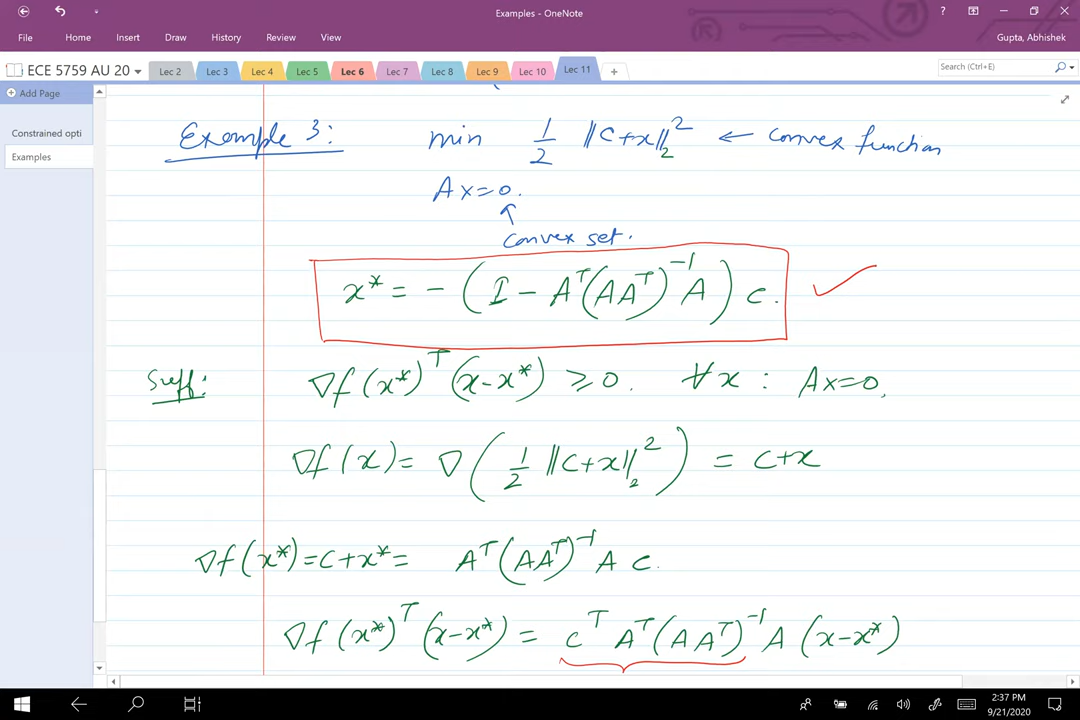 Examples - OneNote
?
Gupta, Abhishek
File Home Insert Draw History Review View
ECE 5759 AU 20 Lec 2 Lec 3 Lec 4 Lec 5 Lec 6 Lec 7 Lec 8 Lec 9 Lec 10 Lec 11 +
Search (Ctrl+E)
Add Page
Constrained opti
Examples
Example 3: min 1/2 ||c+x||_2^2 ← convex function
Ax=0.
↑
convex set.
x* = - (I - A^T(AA^T)^{-1}A) c. ✓
Suff: ∇f(x*)^T(x-x*) ≥ 0. ∀x : Ax=0.
∇f(x) = ∇(1/2 ||c+x||_2^2) = c+x
∇f(x*)=c+x*= A^T(AA^T)^{-1}A c.
∇f(x*)^T(x-x*) = c^T A^T(AA^T)^{-1}A (x-x*)
2:37 PM
9/21/2020